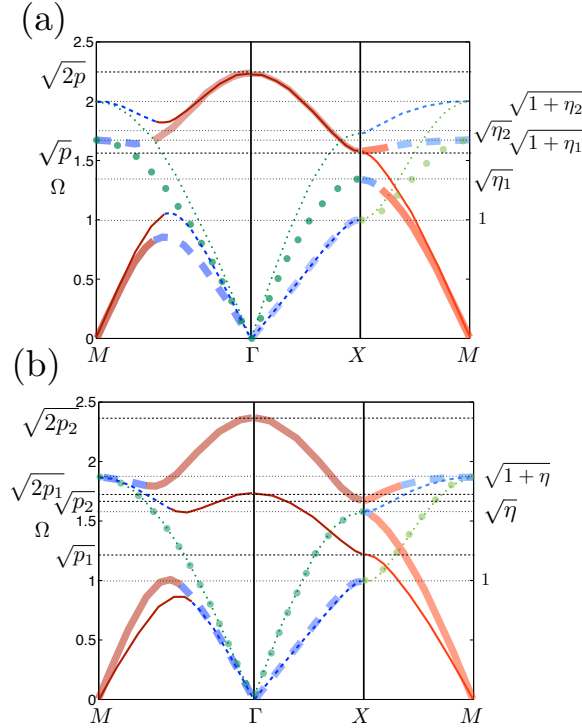 (a)
2.5
√2p
2
√1 + η₂
√η₂
√1 + η₁
√p
1.5
Ω
√η₁
1
1
0.5
0
M Γ X M
(b)
2.5
√2p₂
2
√1 + η
√2p₁
√p₂
1.5
√η
Ω
√p₁
1
1
0.5
0
M Γ X M